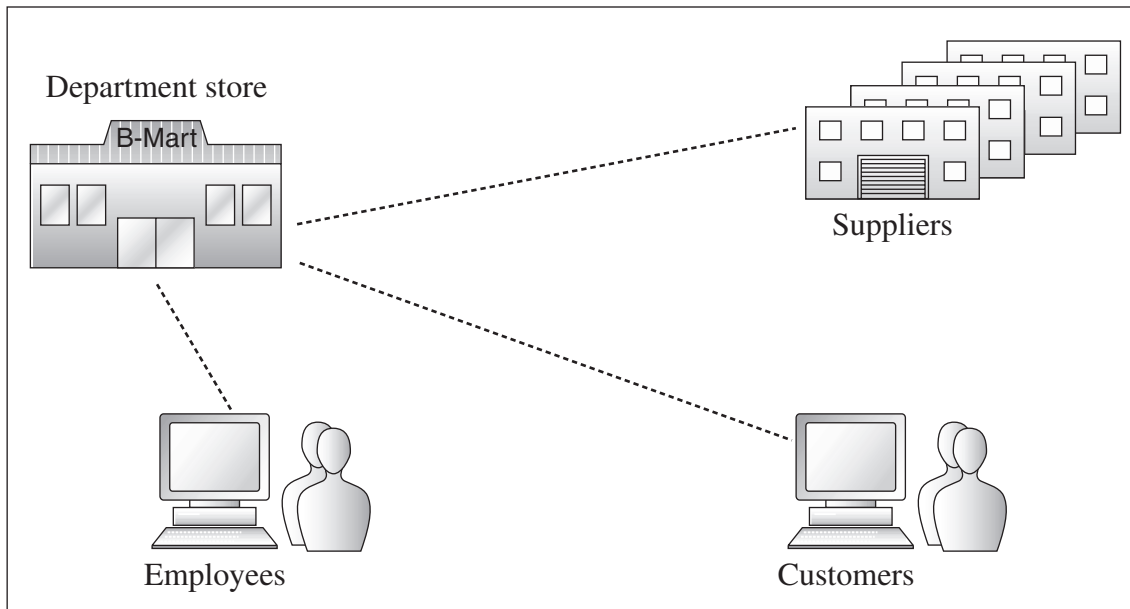 Department store
B-Mart
Suppliers
Employees
Customers